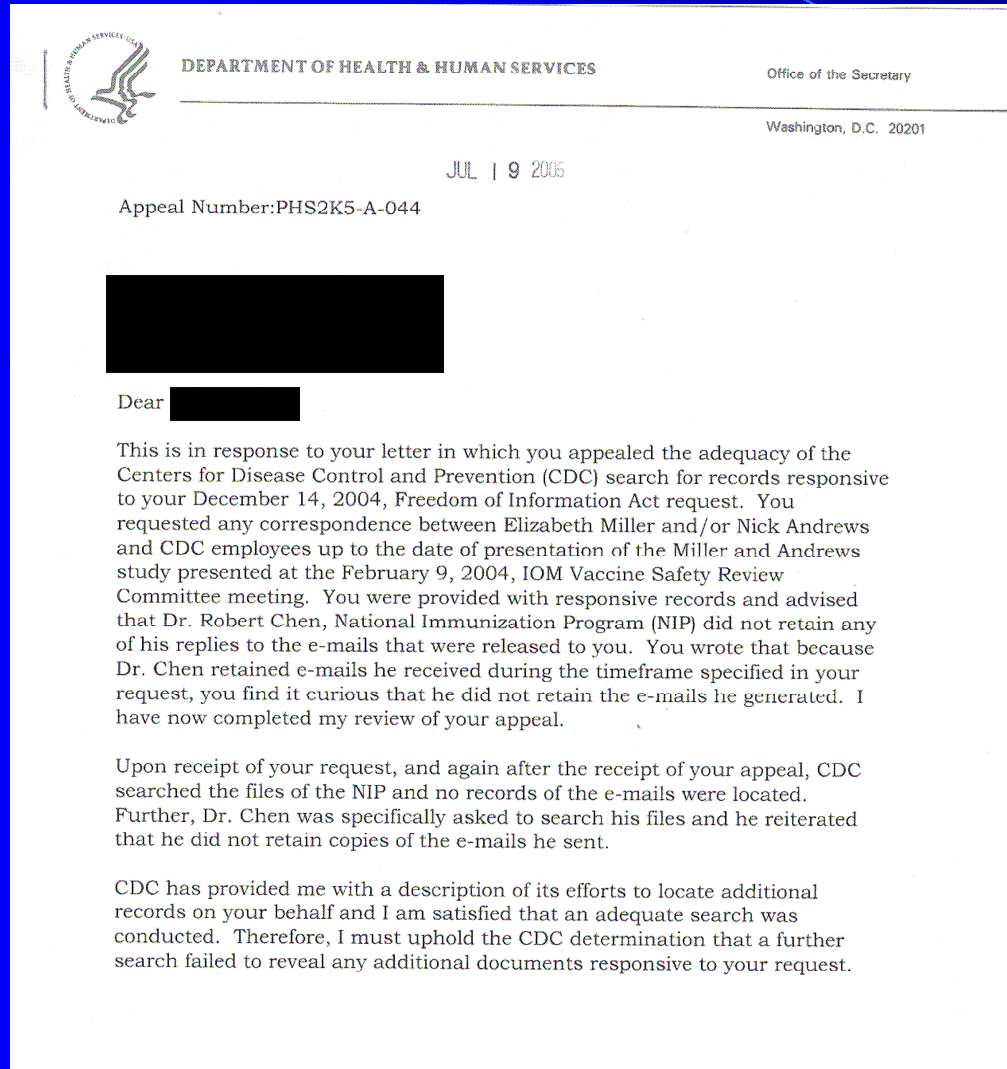 DEPARTMENT OF HEALTH & HUMAN SERVICES·USA
DEPARTMENT OF HEALTH & HUMAN SERVICES
Office of the Secretary
Washington, D.C. 20201
JUL 19 2005
Appeal Number:PHS2K5-A-044
Dear
This is in response to your letter in which you appealed the adequacy of the
Centers for Disease Control and Prevention (CDC) search for records responsive
to your December 14, 2004, Freedom of Information Act request. You
requested any correspondence between Elizabeth Miller and/or Nick Andrews
and CDC employees up to the date of presentation of the Miller and Andrews
study presented at the February 9, 2004, IOM Vaccine Safety Review
Committee meeting. You were provided with responsive records and advised
that Dr. Robert Chen, National Immunization Program (NIP) did not retain any
of his replies to the e-mails that were released to you. You wrote that because
Dr. Chen retained e-mails he received during the timeframe specified in your
request, you find it curious that he did not retain the e-mails he generated. I
have now completed my review of your appeal.
Upon receipt of your request, and again after the receipt of your appeal, CDC
searched the files of the NIP and no records of the e-mails were located.
Further, Dr. Chen was specifically asked to search his files and he reiterated
that he did not retain copies of the e-mails he sent.
CDC has provided me with a description of its efforts to locate additional
records on your behalf and I am satisfied that an adequate search was
conducted. Therefore, I must uphold the CDC determination that a further
search failed to reveal any additional documents responsive to your request.